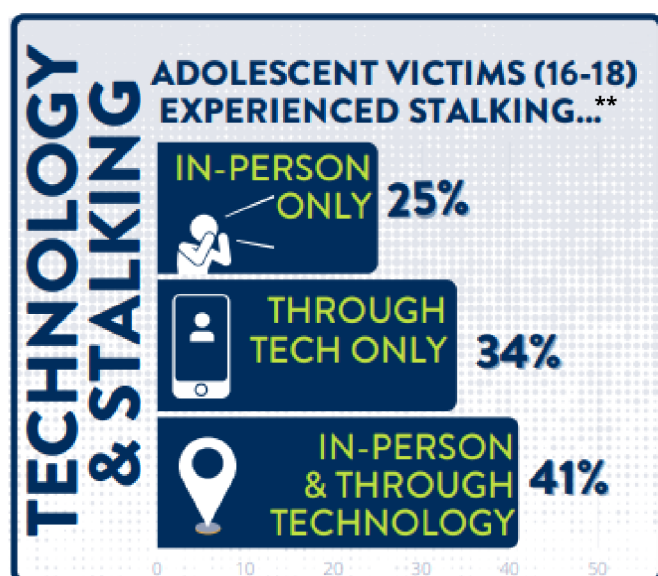 TECHNOLOGY
& STALKING
ADOLESCENT VICTIMS (16-18)
EXPERIENCED STALKING...**
IN-PERSON
ONLY
25%
THROUGH
TECH ONLY
34%
IN-PERSON
& THROUGH
TECHNOLOGY
41%
0 10 20 30 40 50